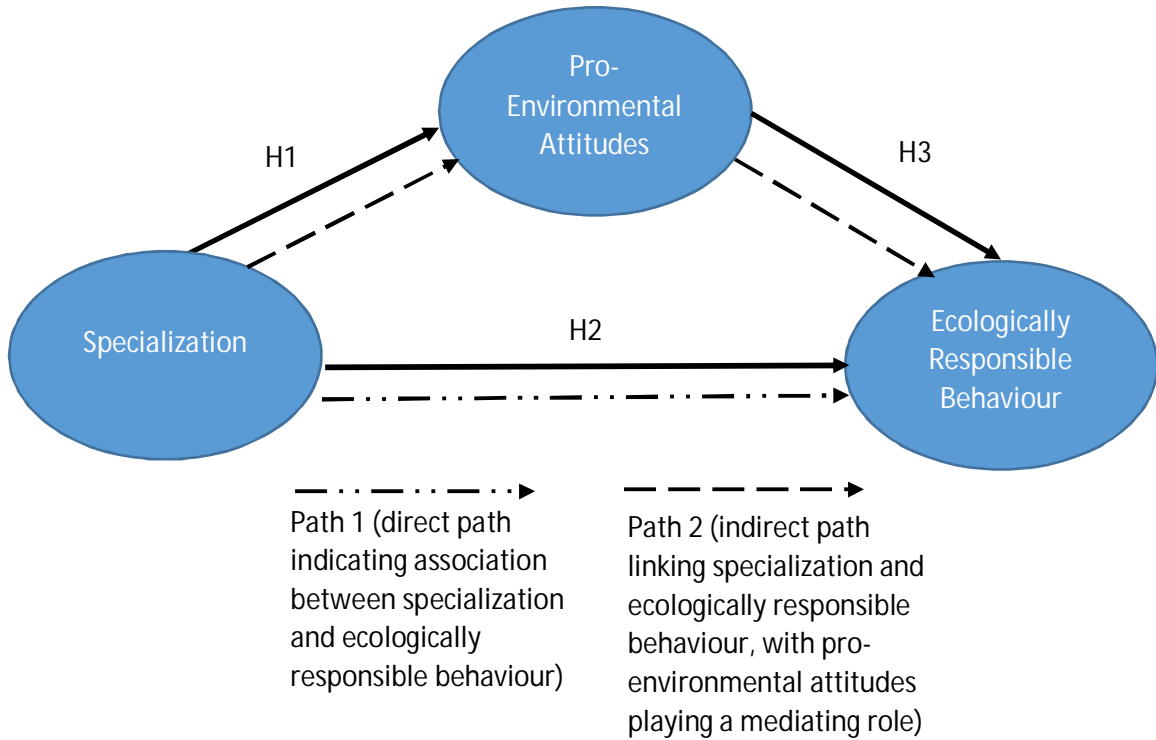 Pro-
Environmental
Attitudes
H1
H3
Specialization
H2
Ecologically
Responsible
Behaviour
Path 1 (direct path
indicating association
between specialization
and ecologically
responsible behaviour)
Path 2 (indirect path
linking specialization and
ecologically responsible
behaviour, with pro-
environmental attitudes
playing a mediating role)